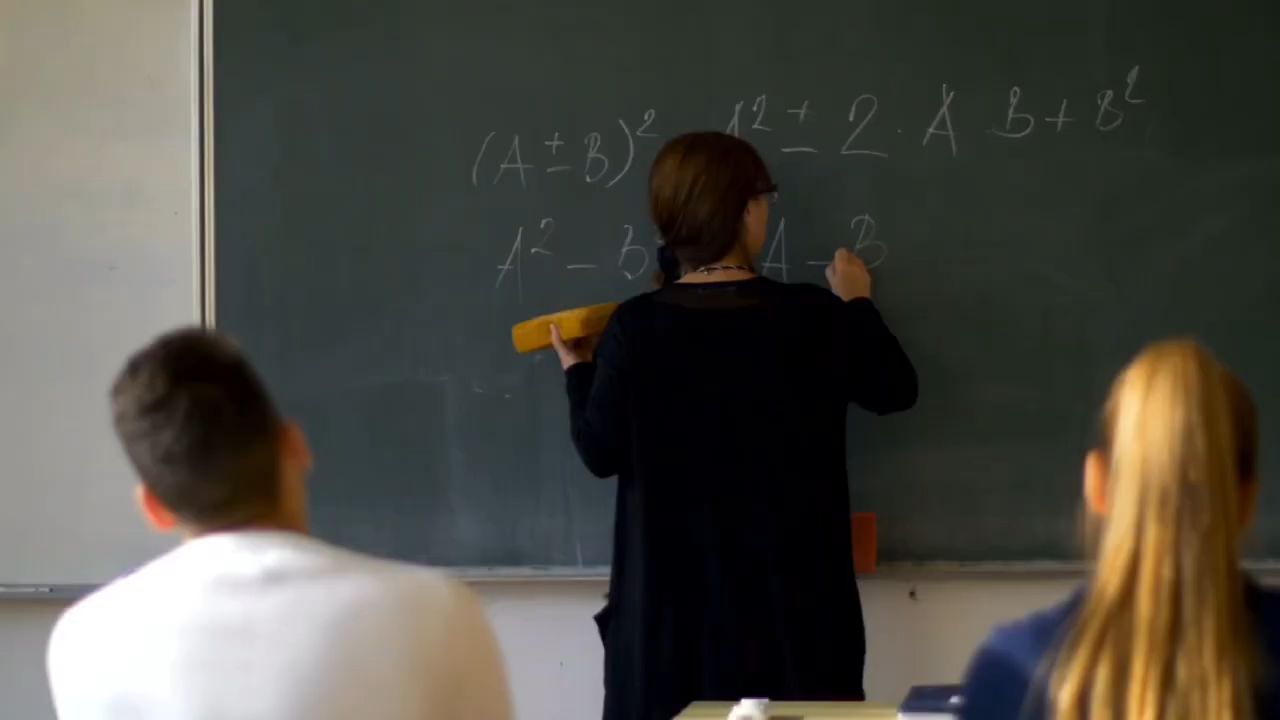 (A ± B)² A² ± 2 · A B + B²
A² − B A − B